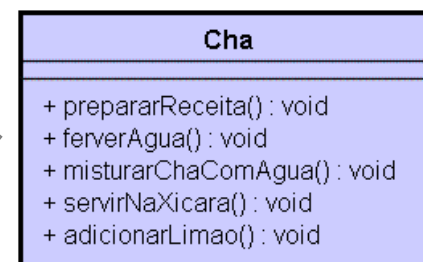 Cha
+ prepararReceita() : void
+ ferverAgua() : void
+ misturarChaComAgua() : void
+ servirNaXicara() : void
+ adicionarLimao() : void